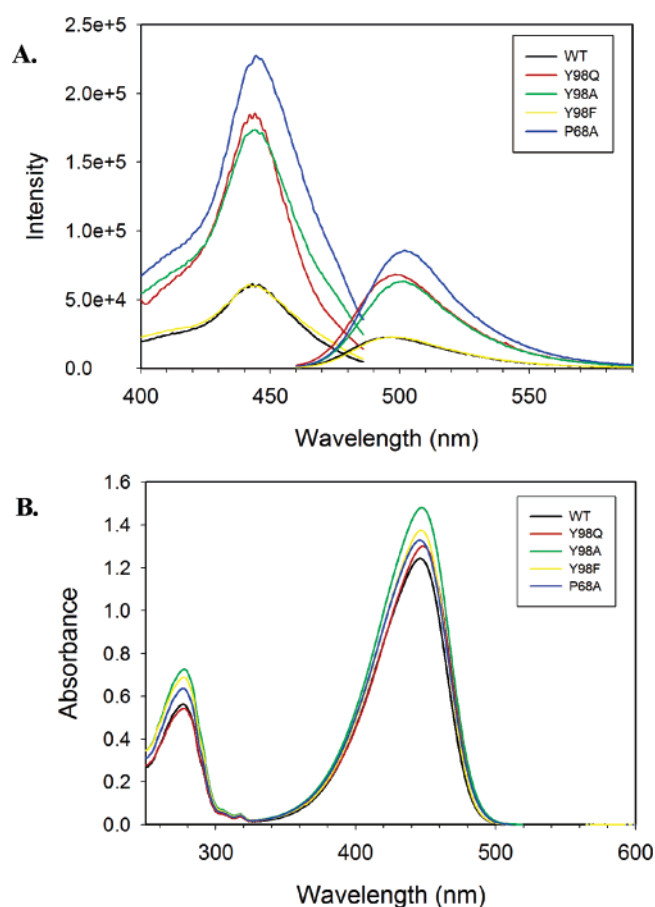 A.
2.5e+5
2.0e+5
1.5e+5
1.0e+5
5.0e+4
0.0
Intensity
WT
Y98Q
Y98A
Y98F
P68A
400 450 500 550
Wavelength (nm)
B.
1.6
1.4
1.2
1.0
0.8
0.6
0.4
0.2
0.0
Absorbance
WT
Y98Q
Y98A
Y98F
P68A
300 400 500 600
Wavelength (nm)